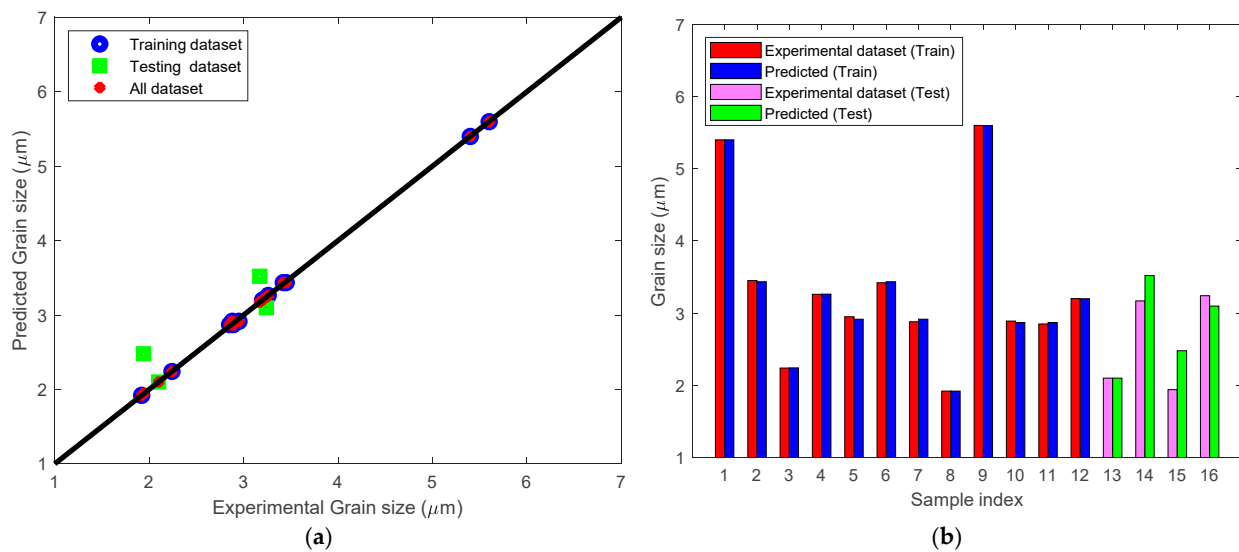 7
6
5
4
3
2
1
Predicted Grain size (μm)
Training dataset
Testing dataset
All dataset
1 2 3 4 5 6 7
Experimental Grain size (μm)
(a)
7
6
5
4
3
2
1
Grain size (μm)
Experimental dataset (Train)
Predicted (Train)
Experimental dataset (Test)
Predicted (Test)
1 2 3 4 5 6 7 8 9 10 11 12 13 14 15 16
Sample index
(b)